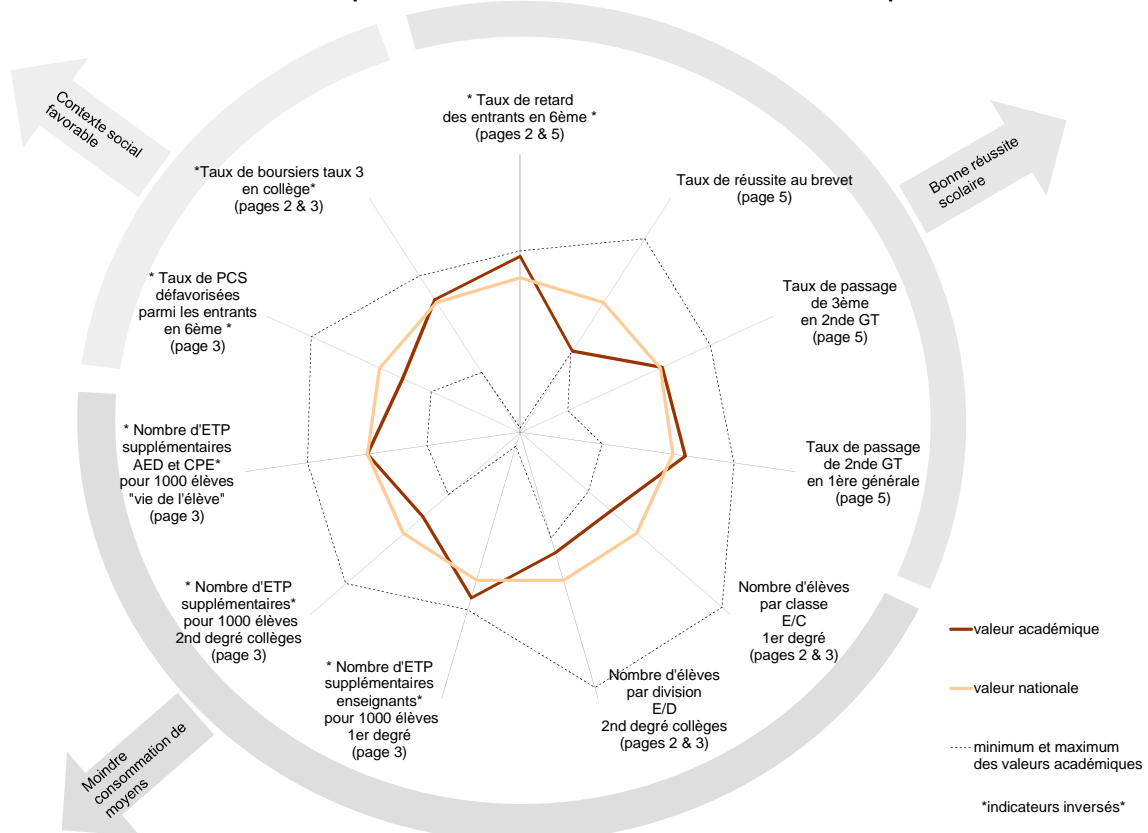 Contexte social
favorable
* Taux de retard
des entrants en 6ème *
(pages 2 & 5)
Bonne réussite
scolaire
*Taux de boursiers taux 3
en collège*
(pages 2 & 3)
Taux de réussite au brevet
(page 5)
* Taux de PCS
défavorisées
parmi les entrants
en 6ème *
(page 3)
Taux de passage
de 3ème
en 2nde GT
(page 5)
* Nombre d'ETP
supplémentaires
AED et CPE*
pour 1000 élèves
"vie de l'élève"
(page 3)
Taux de passage
de 2nde GT
en 1ère générale
(page 5)
* Nombre d'ETP
supplémentaires*
pour 1000 élèves
2nd degré collèges
(page 3)
Nombre d'élèves
par classe
E/C
1er degré
(pages 2 & 3)
* Nombre d'ETP
supplémentaires
enseignants*
pour 1000 élèves
1er degré
(page 3)
Nombre d'élèves
par division
E/D
2nd degré collèges
(pages 2 & 3)
Moindre
consommation de
moyens
valeur académique
valeur nationale
minimum et maximum
des valeurs académiques
*indicateurs inversés*